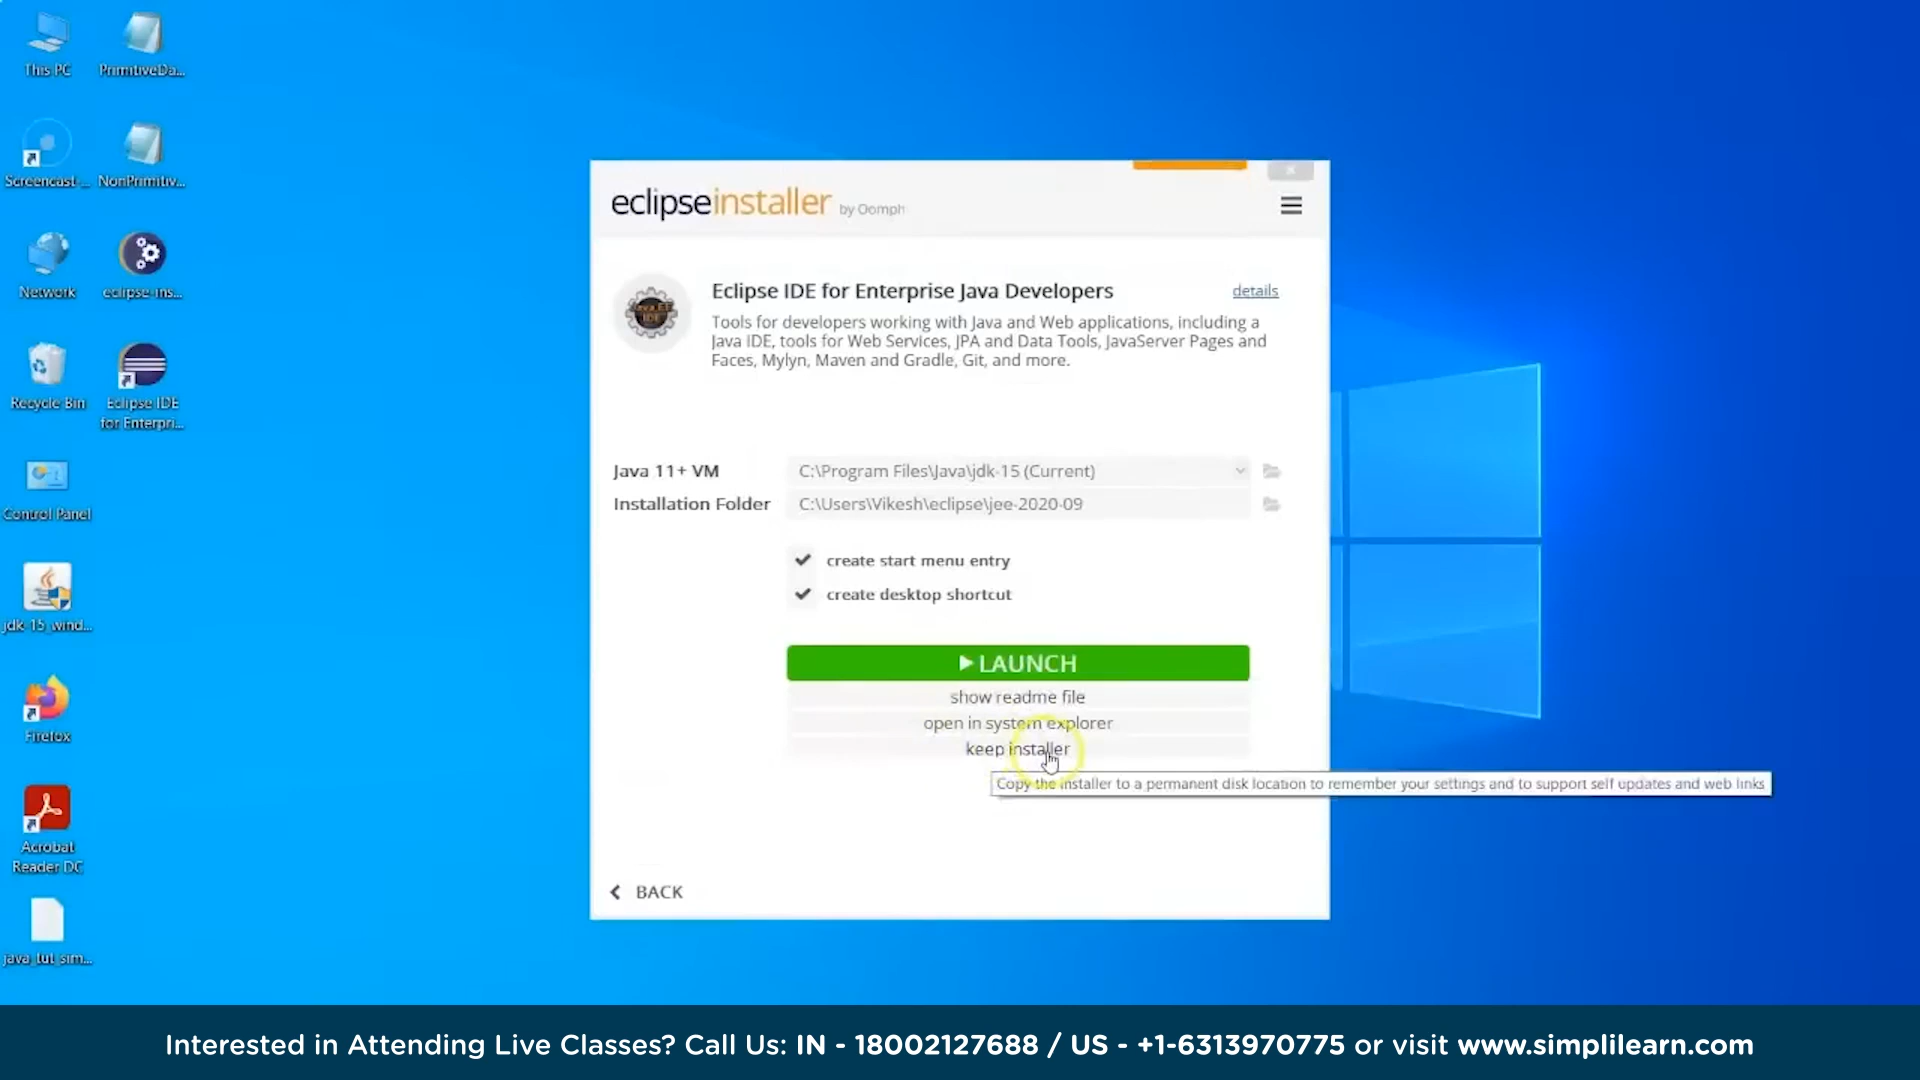 This PC
PrimitiveDa...
Screencast-...
NonPrimitiv...
Network
eclipse-ins...
Recycle Bin
Eclipse IDE
for Enterpri...
Control Panel
jdk-15_wind...
Firefox
Acrobat
Reader DC
java_tut_sim...
eclipseinstaller by Oomph
Eclipse IDE for Enterprise Java Developers
details
Tools for developers working with Java and Web applications, including a
Java IDE, tools for Web Services, JPA and Data Tools, JavaServer Pages and
Faces, Mylyn, Maven and Gradle, Git, and more.
Java 11+ VM
C:\Program Files\Java\jdk-15 (Current)
Installation Folder
C:\Users\Vikesh\eclipse\jee-2020-09
create start menu entry
create desktop shortcut
LAUNCH
show readme file
open in system explorer
keep installer
Copy the installer to a permanent disk location to remember your settings and to support self updates and web links
BACK
Interested in Attending Live Classes? Call Us: IN - 18002127688 / US - +1-6313970775 or visit www.simplilearn.com